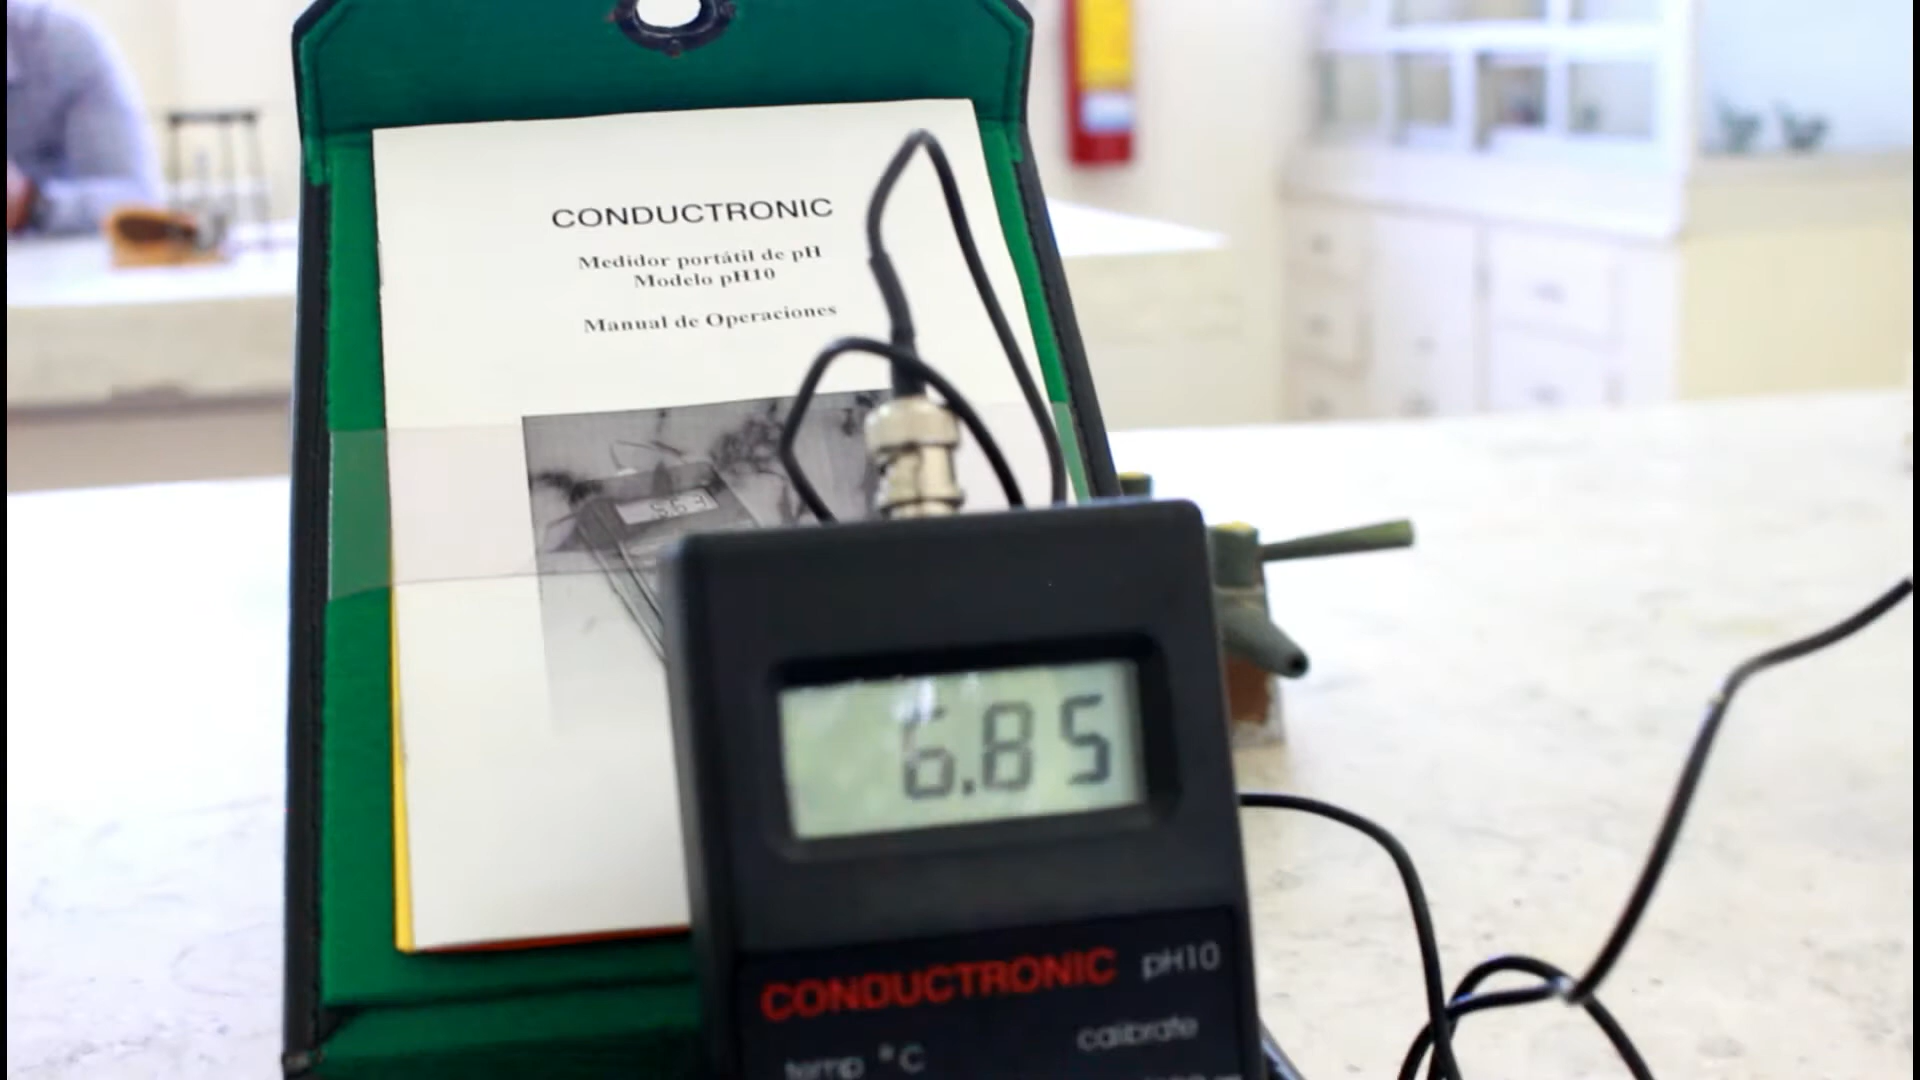 CONDUCTRONIC
Medidor portátil de pH
Modelo pH10
Manual de Operaciones
6.85
CONDUCTRONIC pH10
calibrate
temp °C